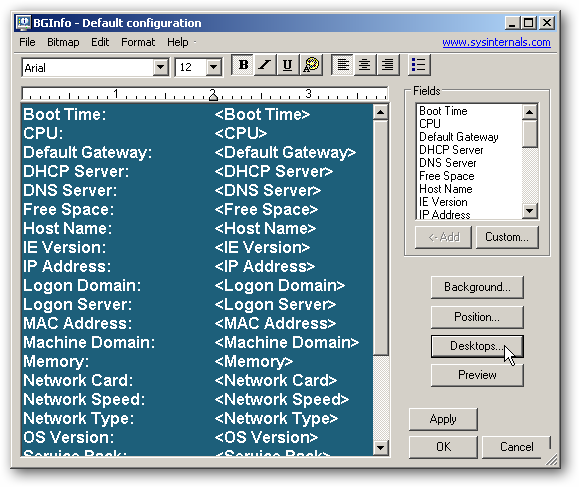 BGInfo - Default configuration
File Bitmap Edit Format Help
www.sysinternals.com
Arial 12 B I U
1 2 3
Boot Time: <Boot Time>
CPU: <CPU>
Default Gateway: <Default Gateway>
DHCP Server: <DHCP Server>
DNS Server: <DNS Server>
Free Space: <Free Space>
Host Name: <Host Name>
IE Version: <IE Version>
IP Address: <IP Address>
Logon Domain: <Logon Domain>
Logon Server: <Logon Server>
MAC Address: <MAC Address>
Machine Domain: <Machine Domain>
Memory: <Memory>
Network Card: <Network Card>
Network Speed: <Network Speed>
Network Type: <Network Type>
OS Version: <OS Version>
Service Pack: <Service Pack>
Fields
Boot Time
CPU
Default Gateway
DHCP Server
DNS Server
Free Space
Host Name
IE Version
IP Address
<- Add Custom...
Background...
Position...
Desktops...
Preview
Apply
OK Cancel